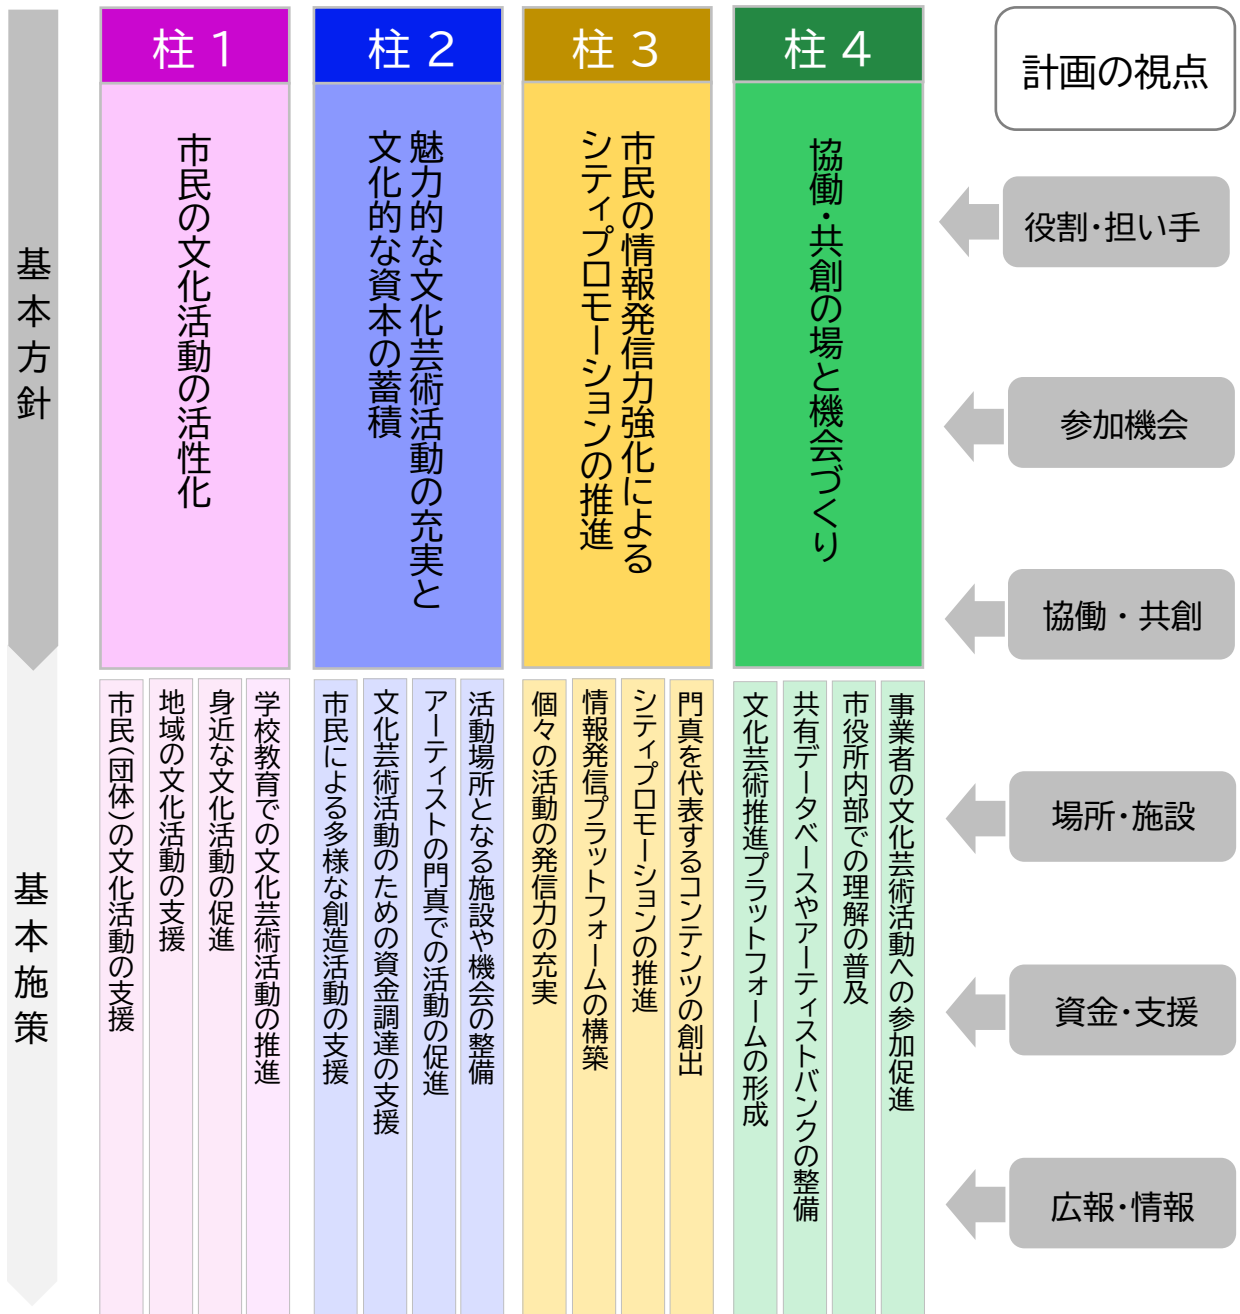 柱 1
柱 2
柱 3
柱 4
計画の視点
基本方針
市民の文化活動の活性化
魅力的な文化芸術活動の充実と
文化的な資本の蓄積
市民の情報発信力強化による
シティプロモーションの推進
協働・共創の場と機会づくり
役割・担い手
参加機会
協働・共創
基本施策
市民（団体）の文化活動の支援
地域の文化活動の支援
身近な文化活動の促進
学校教育での文化芸術活動の推進
市民による多様な創造活動の支援
文化芸術活動のための資金調達の支援
アーティストの門真での活動の促進
活動場所となる施設や機会の整備
個々の活動の発信力の充実
情報発信プラットフォームの構築
シティプロモーションの推進
門真を代表するコンテンツの創出
文化芸術推進プラットフォームの形成
共有データベースやアーティストバンクの整備
市役所内部での理解の普及
事業者の文化芸術活動への参加促進
場所・施設
資金・支援
広報・情報